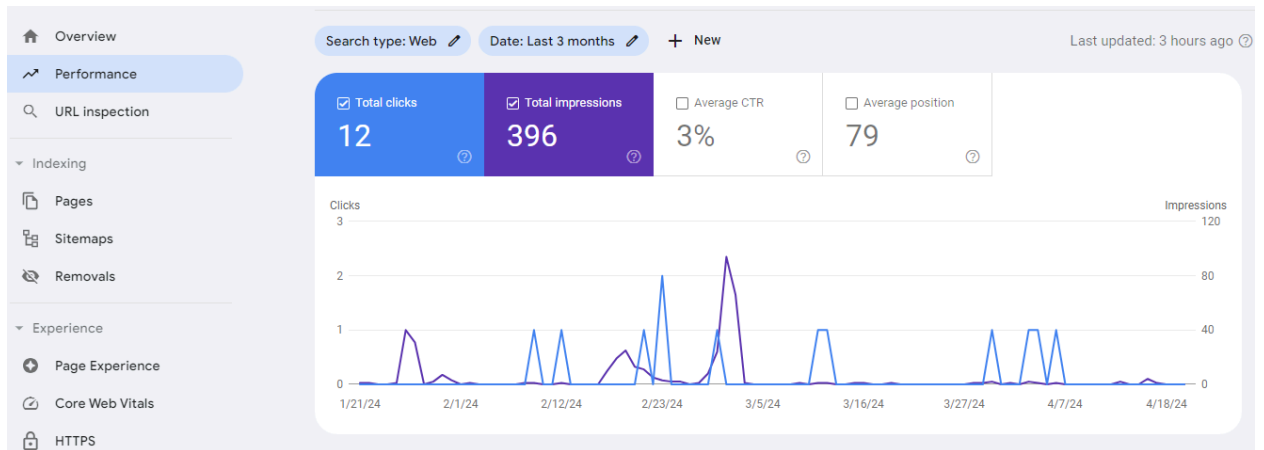 Overview
Performance
URL inspection
Indexing
Pages
Sitemaps
Removals
Experience
Page Experience
Core Web Vitals
HTTPS
Search type: Web
Date: Last 3 months
+ New
Last updated: 3 hours ago
Total clicks
12
Total impressions
396
Average CTR
3%
Average position
79
Clicks
Impressions
3 120
2 80
1 40
0 0
1/21/24 2/1/24 2/12/24 2/23/24 3/5/24 3/16/24 3/27/24 4/7/24 4/18/24